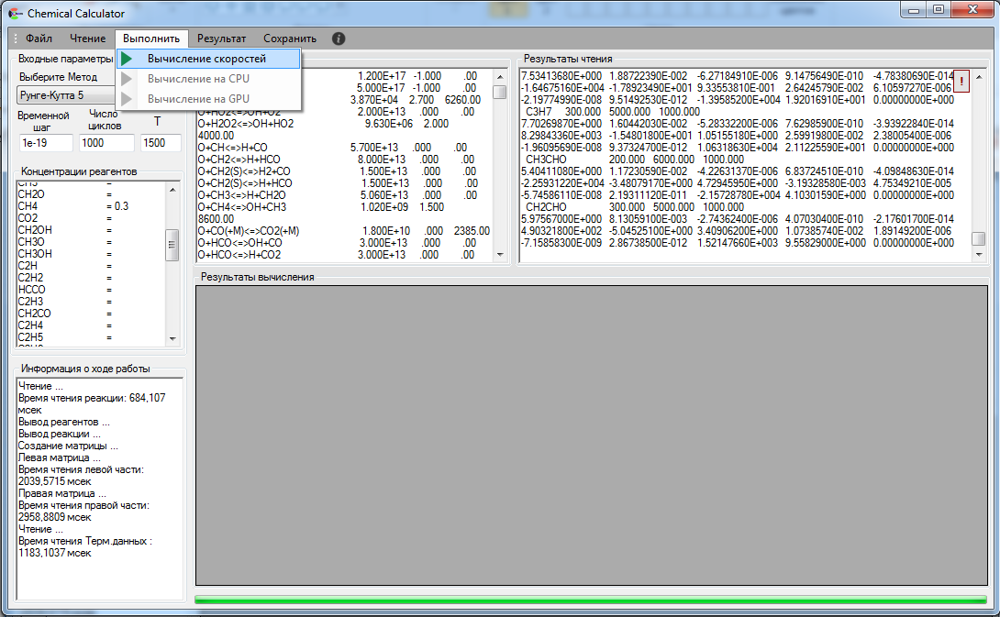 Chemical Calculator
Файл Чтение Выполнить Результат Сохранить
Вычисление скоростей
Вычисление на CPU
Вычисление на GPU
Входные параметры
Выберите Метод
Рунге-Кутта 5
Временной шаг
Число циклов
T
1e-19 1000 1500
Концентрации реагентов
CH3 =
CH2O =
CH4 = 0.3
CO2 =
CH2OH =
CH3O =
CH3OH =
C2H =
C2H2 =
HCCO =
C2H3 =
CH2CO =
C2H4 =
C2H5 =
Информация о ходе работы
Чтение ...
Время чтения реакции: 684,107
мсек
Вывод реагентов ...
Вывод реакции ...
Создание матрицы ...
Левая матрица ...
Время чтения левой части:
2039,5715 мсек
Правая матрица ...
Время чтения правой части:
2958,8809 мсек
Чтение ...
Время чтения Терм.данных :
1183,1037 мсек
1.200E+17 -1.000 .00
5.000E+17 -1.000 .00
3.870E+04 2.700 6260.00
O+HO2<=>OH+O2 2.000E+13 .000 .00
O+H2O2<=>OH+HO2 9.630E+06 2.000
4000.00
O+CH<=>H+CO 5.700E+13 .000 .00
O+CH2<=>H+HCO 8.000E+13 .000 .00
O+CH2(S)<=>H2+CO 1.500E+13 .000 .00
O+CH2(S)<=>H+HCO 1.500E+13 .000 .00
O+CH3<=>H+CH2O 5.060E+13 .000 .00
O+CH4<=>OH+CH3 1.020E+09 1.500
8600.00
O+CO(+M)<=>CO2(+M) 1.800E+10 .000 2385.00
O+HCO<=>OH+CO 3.000E+13 .000 .00
O+HCO<=>H+CO2 3.000E+13 .000 .00
Результаты чтения
7.53413680E+000 1.88722390E-002 -6.27184910E-006 9.14756490E-010 -4.78380690E-014
-1.64675160E+004 -1.78923490E+001 9.33553810E-001 2.64245790E-002 6.10597270E-006
-2.19774990E-008 9.51492530E-012 -1.39585200E+004 1.92016910E+001 0.00000000E+000
C3H7 300.000 5000.000 1000.000
7.70269870E+000 1.60442030E-002 -5.28332200E-006 7.62985900E-010 -3.93922840E-014
8.29843360E+003 -1.54801800E+001 1.05155180E+000 2.59919800E-002 2.38005400E-006
-1.96095690E-008 9.37324700E-012 1.06318630E+004 2.11225590E+001 0.00000000E+000
CH3CHO 200.000 6000.000 1000.000
5.40411080E+000 1.17230590E-002 -4.22631370E-006 6.83724510E-010 -4.09848630E-014
-2.25931220E+004 -3.48079170E+000 4.72945950E+000 -3.19328580E-003 4.75349210E-005
-5.74586110E-008 2.19311120E-011 -2.15728780E+004 4.10301590E+000 0.00000000E+000
CH2CHO 300.000 5000.000 1000.000
5.97567000E+000 8.13059100E-003 -2.74362400E-006 4.07030400E-010 -2.17601700E-014
4.90321800E+002 -5.04525100E+000 3.40906200E+000 1.07385740E-002 1.89149200E-006
-7.15858300E-009 2.86738500E-012 1.52147660E+003 9.55829000E+000 0.00000000E+000
Результаты вычисления